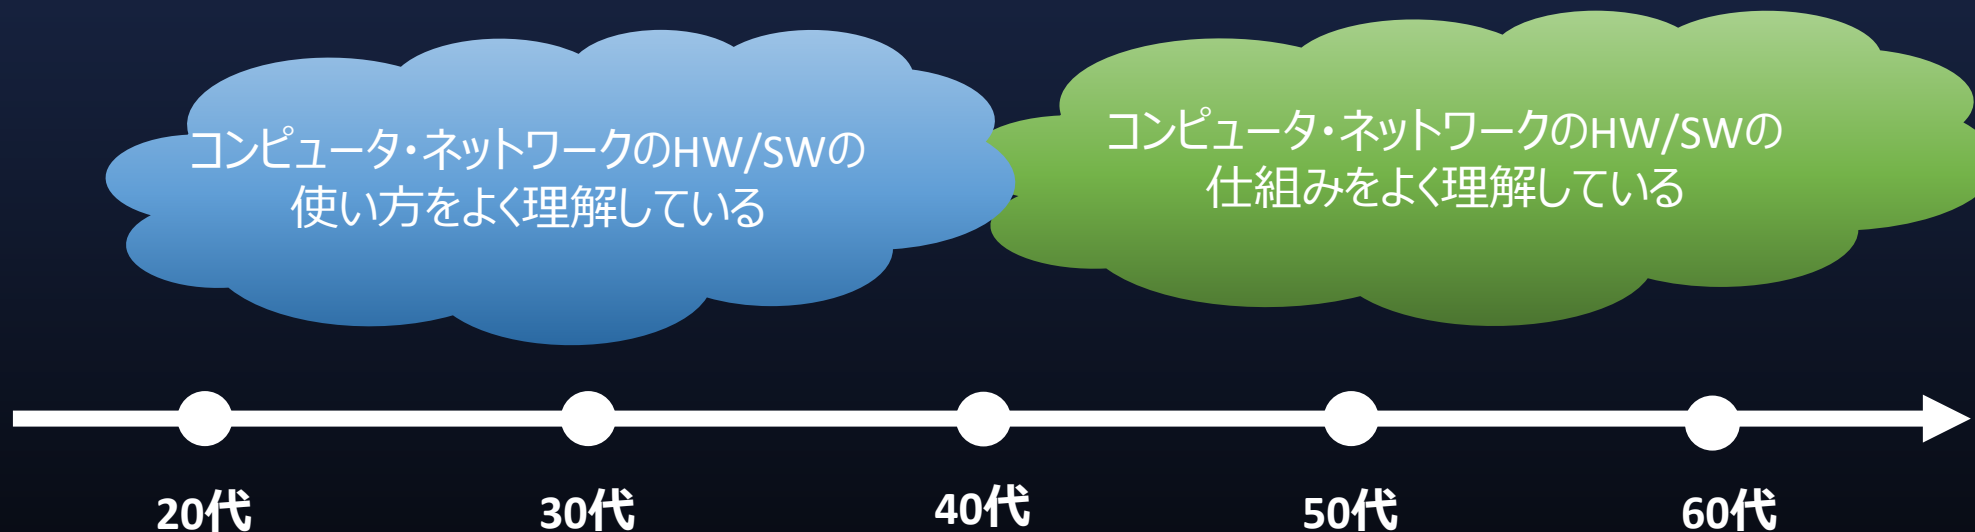 コンピュータ・ネットワークのHW/SWの
使い方をよく理解している
コンピュータ・ネットワークのHW/SWの
仕組みをよく理解している
20代
30代
40代
50代
60代